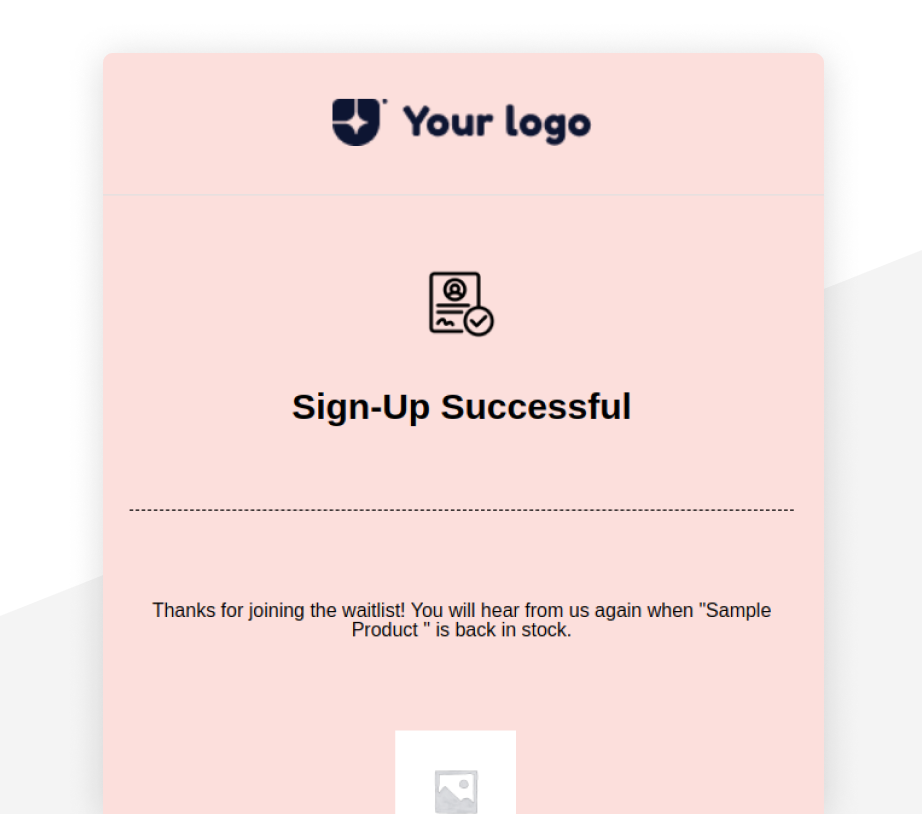 Your logo
Sign-Up Successful
Thanks for joining the waitlist! You will hear from us again when "Sample
Product " is back in stock.